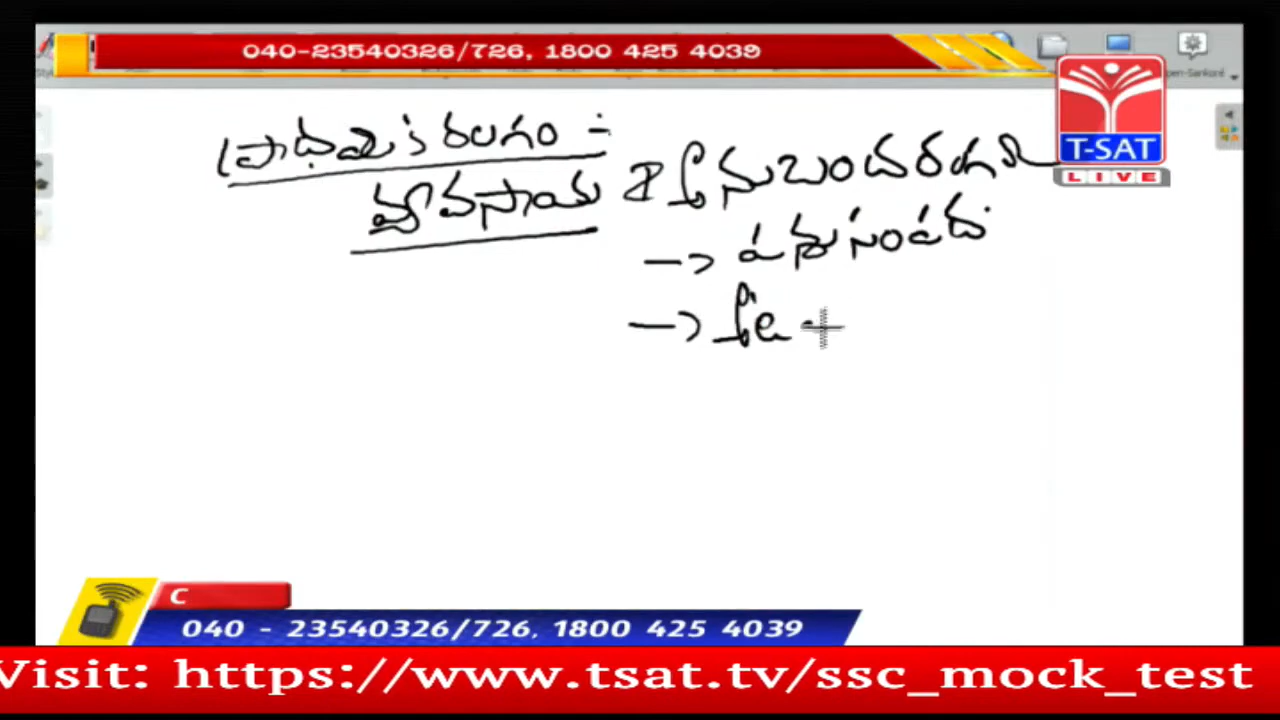 040-23540326/726, 1800 425 4039
T-SAT
LIVE
ప్రాథమిక రంగం :-
వ్యవసాయ & అనుబంద రంగం
→ పశుసంపద
→
C
040 - 23540326/726, 1800 425 4039
Visit: https://www.tsat.tv/ssc_mock_test